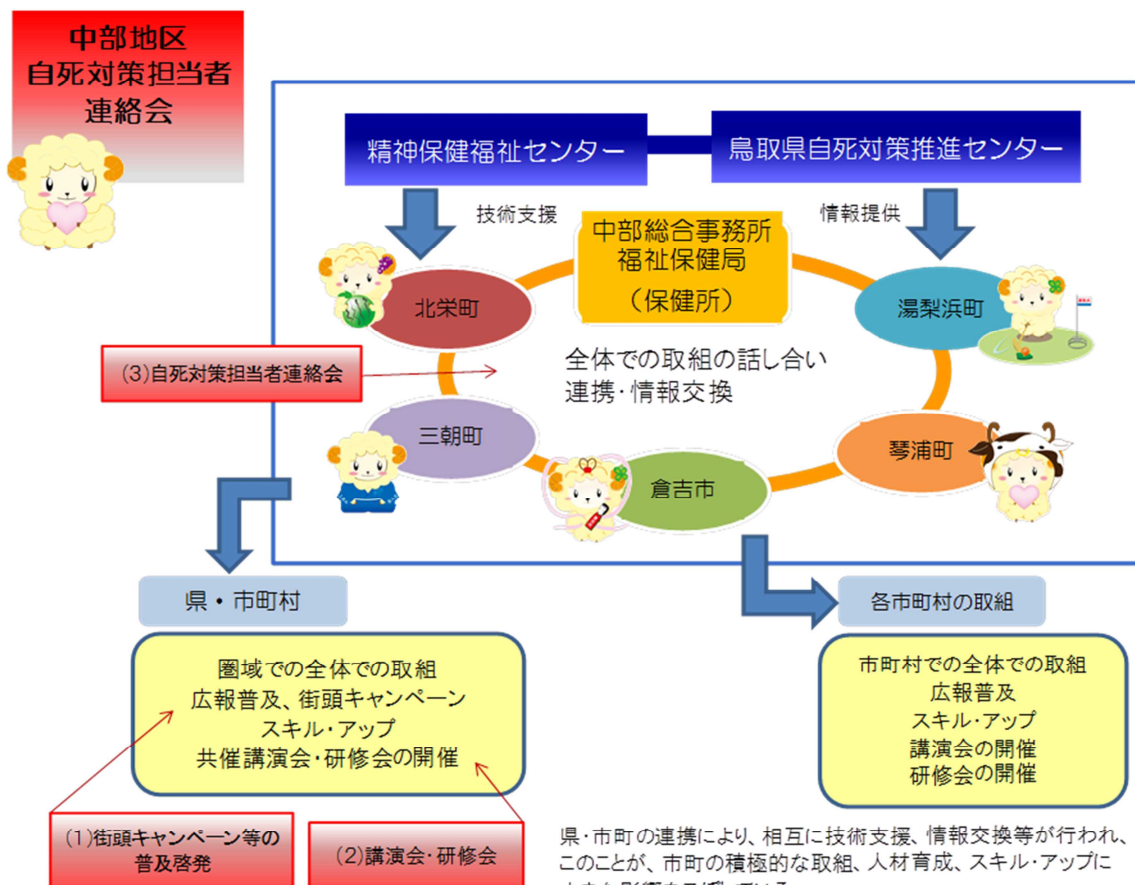 中部地区
自死対策担当者
連絡会
精神保健福祉センター
鳥取県自死対策推進センター
技術支援
情報提供
中部総合事務所
福祉保健局
（保健所）
北栄町
湯梨浜町
(3)自死対策担当者連絡会
全体での取組の話し合い
連携・情報交換
三朝町
琴浦町
倉吉市
県・市町村
各市町村の取組
圏域での全体での取組
広報普及、街頭キャンペーン
スキル・アップ
共催講演会・研修会の開催
市町村での全体での取組
広報普及
スキル・アップ
講演会の開催
研修会の開催
(1)街頭キャンペーン等の
普及啓発
(2)講演会・研修会
県・市町の連携により、相互に技術支援、情報交換等が行われ、
このことが、市町の積極的な取組、人材育成、スキル・アップに